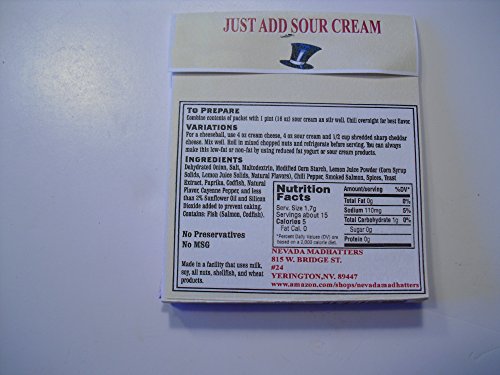 JUST ADD SOUR CREAM
TO PREPARE
Combine contents of packet with 1 pint (16 oz) sour cream an stir well. Chill overnight for best flavor.
VARIATIONS
For a cheeseball, use 4 oz cream cheese, 4 oz sour cream and 1/2 cup shredded sharp cheddar
cheese. Mix well. Roll in mixed chopped nuts and refrigerate before serving. You can always
make this low-fat or non-fat by using reduced fat yogurt or sour cream products.
INGREDIENTS
Dehydrated Onion, Salt, Maltodextrin, Modified Corn Starch, Lemon Juice Powder (Corn Syrup
Solids, Lemon Juice Solids, Natural Flavors), Chili Pepper, Smoked Salmon, Spices, Yeast
Extract, Paprika, Codfish, Natural
Flavor, Cayenne Pepper, and less
than 2% Sunflower Oil and Silicon
Dioxide added to prevent caking.
Contains: Fish (Salmon, Codfish).
No Preservatives
No MSG
Made in a facility that uses milk,
soy, all nuts, shellfish, and wheat
products.
Nutrition
Facts
Serv. Size 1.7g
Servings about 15
Calories 5
Fat Cal. 0
*Percent Daily Values (DV) are
based on a 2,000 calorie diet.
Amount/serving %DV*
Total Fat 0g 0%
Sodium 110mg 5%
Total Carbohydrate 1g 0%
Sugar 0g
Protein 0g
NEVADA MADHATTERS
815 W. BRIDGE ST.
#24
YERINGTON, NV. 89447
www.amazon.com/shops/nevadamadhatters